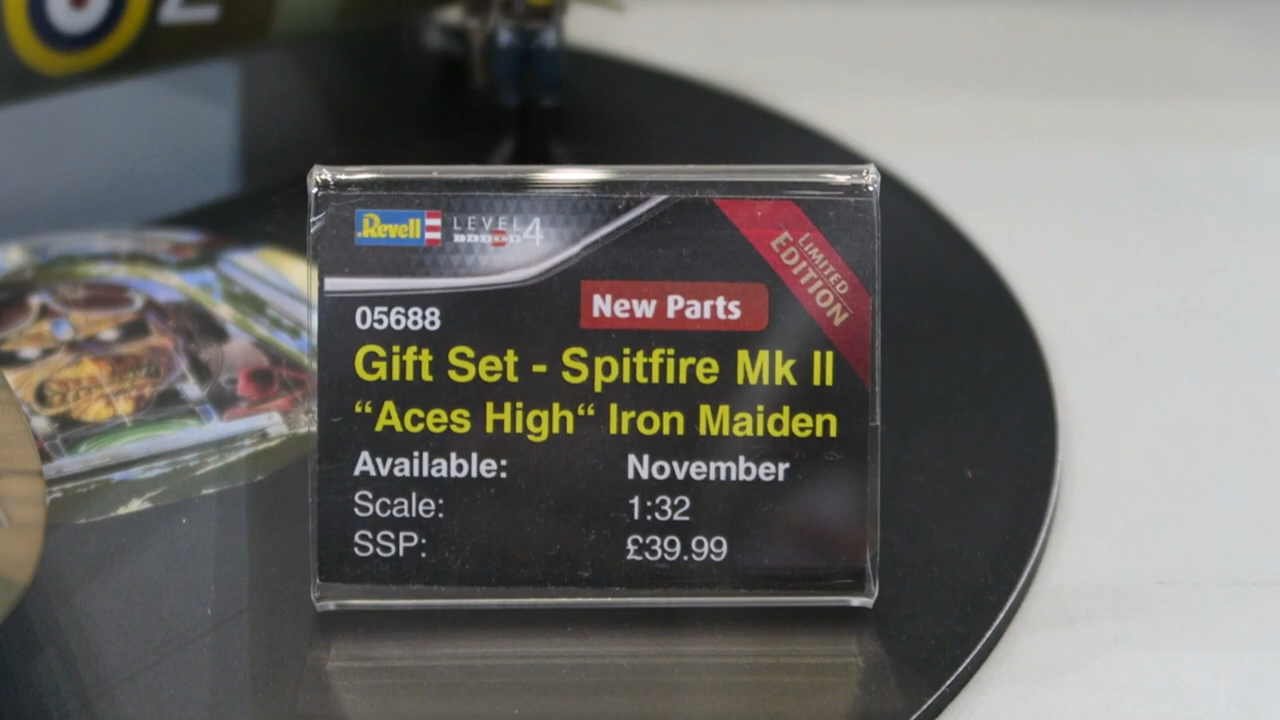 Revell LEVEL 4
LIMITED
EDITION
New Parts
05688
Gift Set - Spitfire Mk II
“Aces High“ Iron Maiden
Available: November
Scale: 1:32
SSP: £39.99